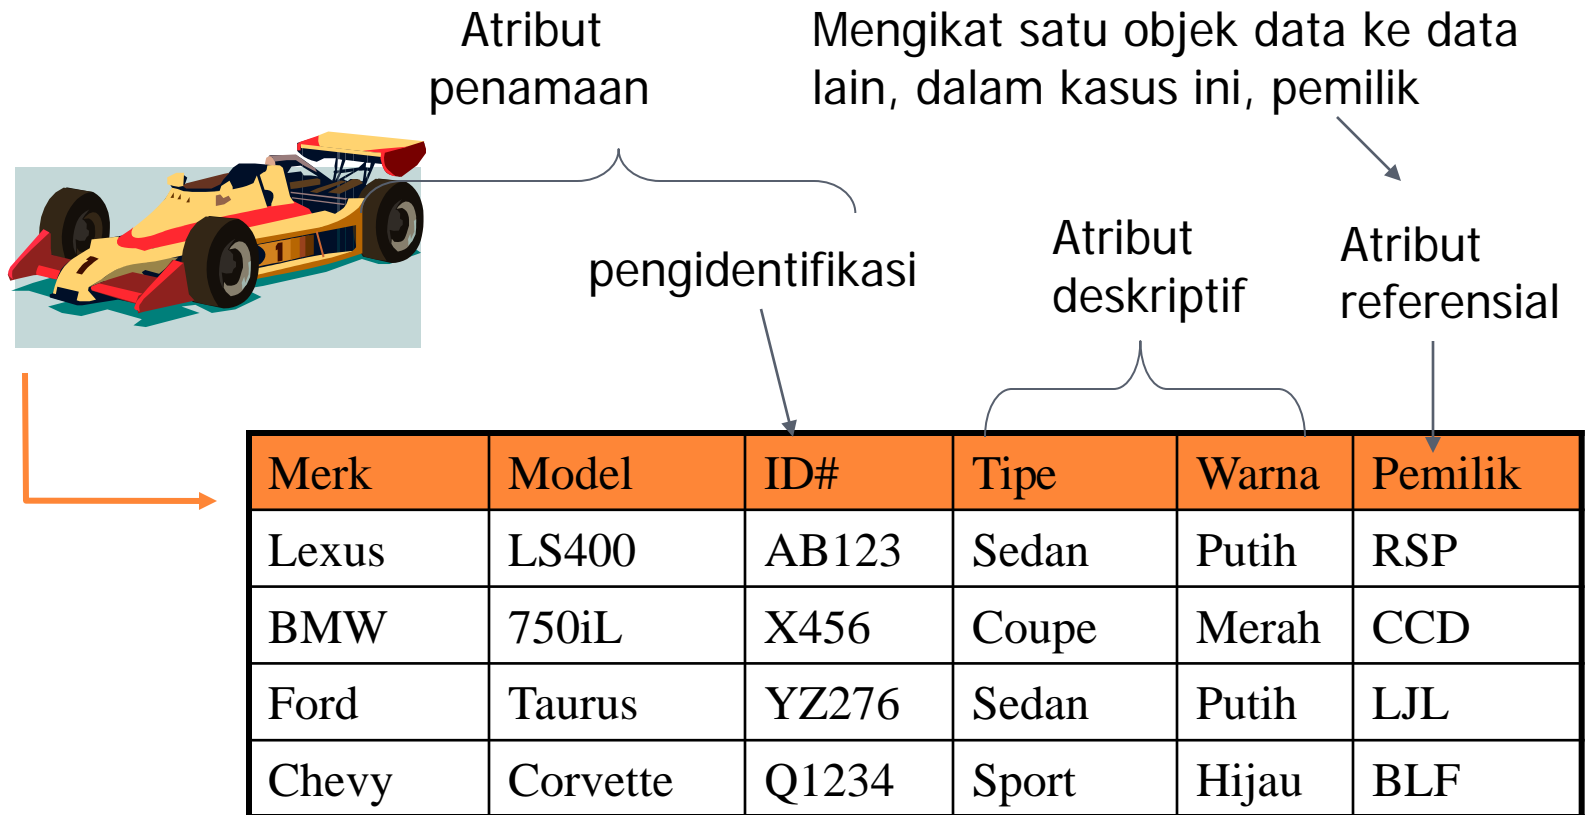 Atribut
penamaan
Mengikat satu objek data ke data
lain, dalam kasus ini, pemilik
pengidentifikasi
Atribut
deskriptif
Atribut
referensial
1
Merk Model ID# Tipe Warna Pemilik
Lexus LS400 AB123 Sedan Putih RSP
BMW 750iL X456 Coupe Merah CCD
Ford Taurus YZ276 Sedan Putih LJL
Chevy Corvette Q1234 Sport Hijau BLF